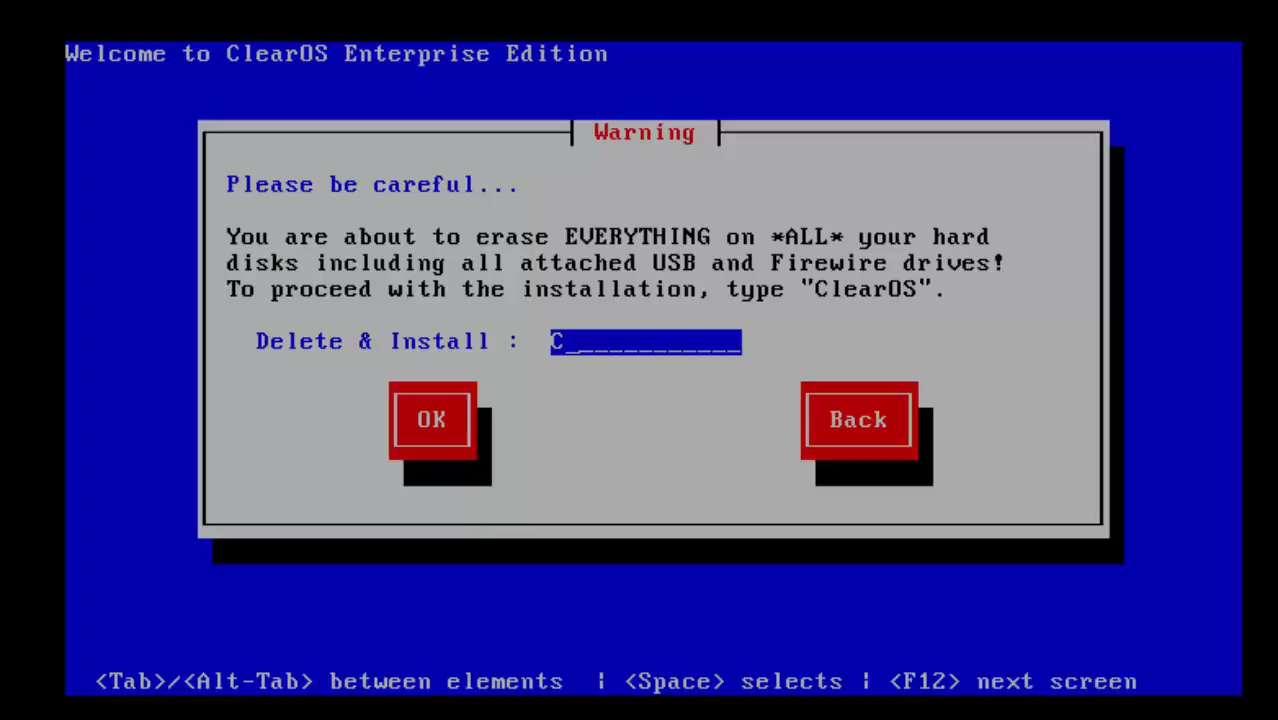 Welcome to ClearOS Enterprise Edition
Warning
Please be careful...
You are about to erase EVERYTHING on *ALL* your hard
disks including all attached USB and Firewire drives!
To proceed with the installation, type "ClearOS".
Delete & Install : C____________
OK Back
<Tab>/<Alt-Tab> between elements | <Space> selects | <F12> next screen